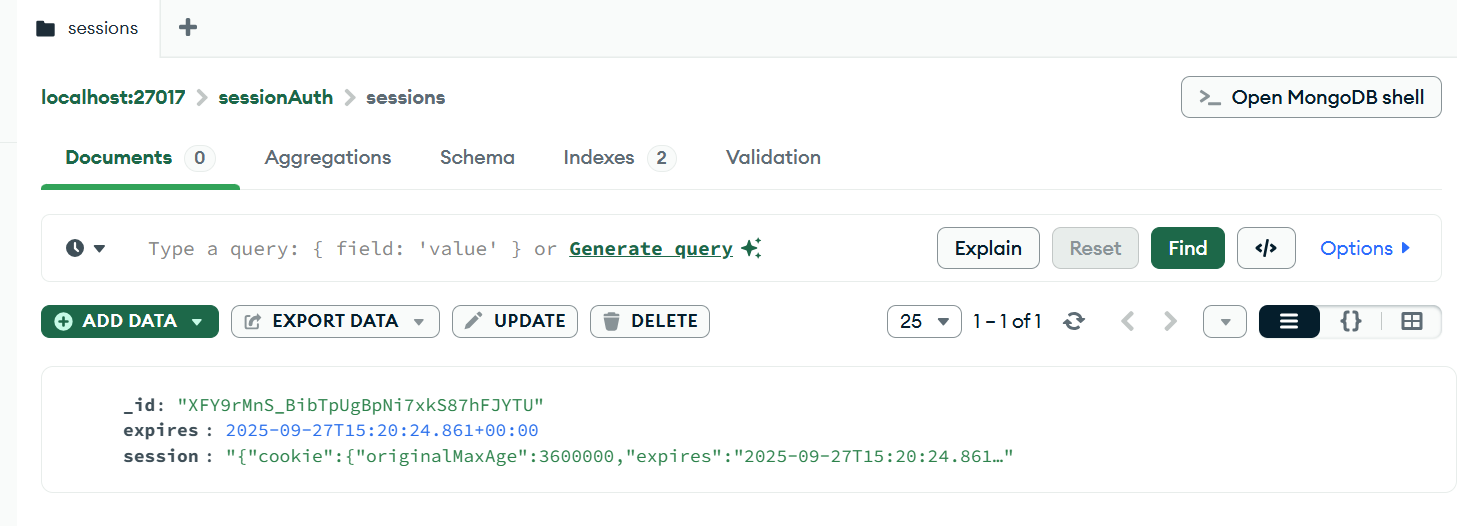 sessions
localhost:27017 > sessionAuth > sessions
>_ Open MongoDB shell
Documents 0 Aggregations Schema Indexes 2 Validation
Type a query: { field: 'value' } or Generate query
Explain Reset Find </> Options
ADD DATA EXPORT DATA UPDATE DELETE 25 1 – 1 of 1 {}
_id: "XFY9rMnS_BibTpUgBpNi7xkS87hFJYTU"
expires : 2025-09-27T15:20:24.861+00:00
session : "{"cookie":{"originalMaxAge":3600000,"expires":"2025-09-27T15:20:24.861…"